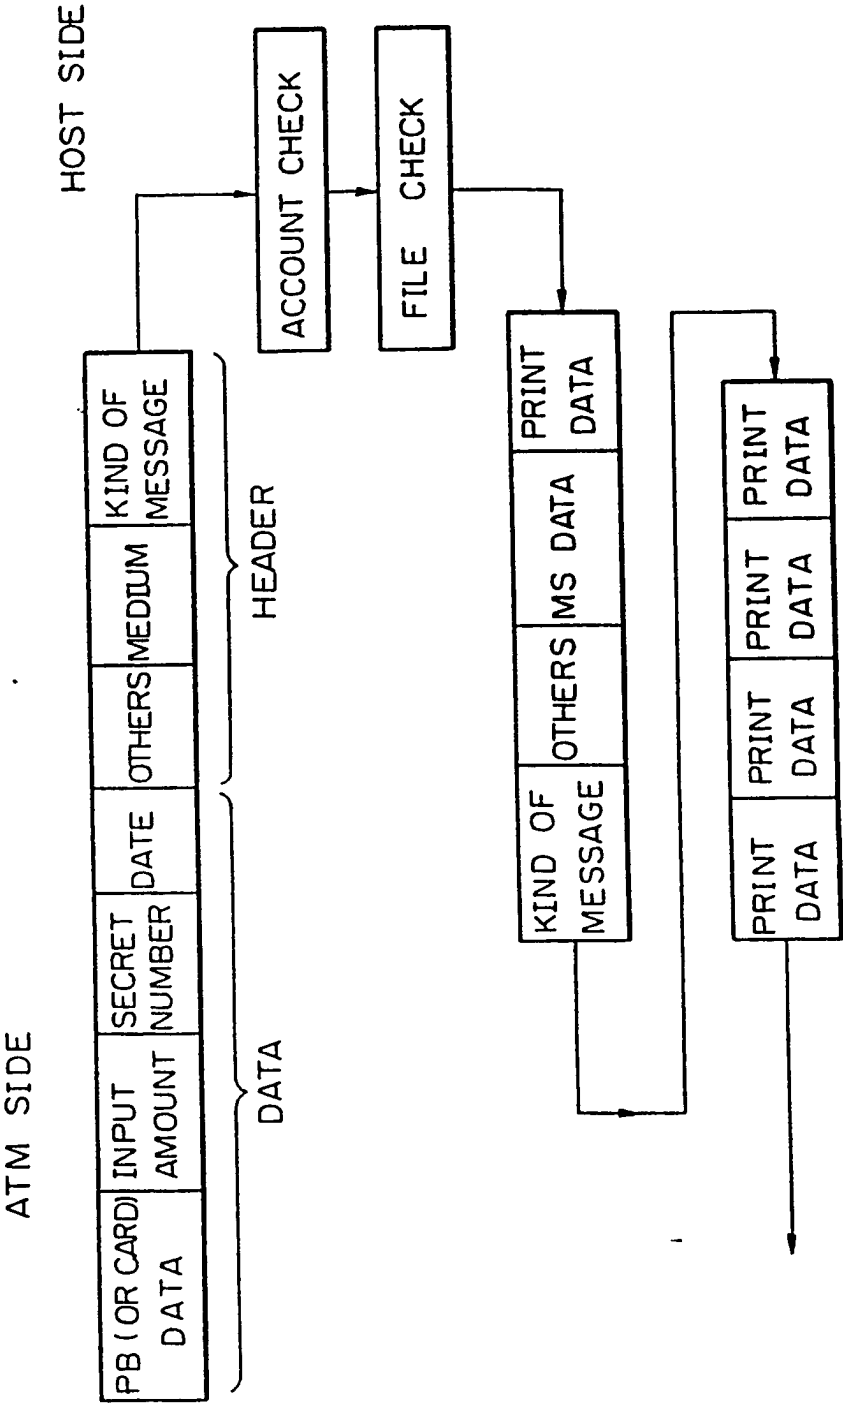 ATM SIDE
HOST SIDE
PB (OR CARD)
DATA
INPUT
AMOUNT
SECRET
NUMBER
DATE
OTHERS
MEDIUM
KIND OF
MESSAGE
DATA
HEADER
ACCOUNT CHECK
FILE CHECK
KIND OF
MESSAGE
OTHERS
MS DATA
PRINT
DATA
PRINT
DATA
PRINT
DATA
PRINT
DATA
PRINT
DATA